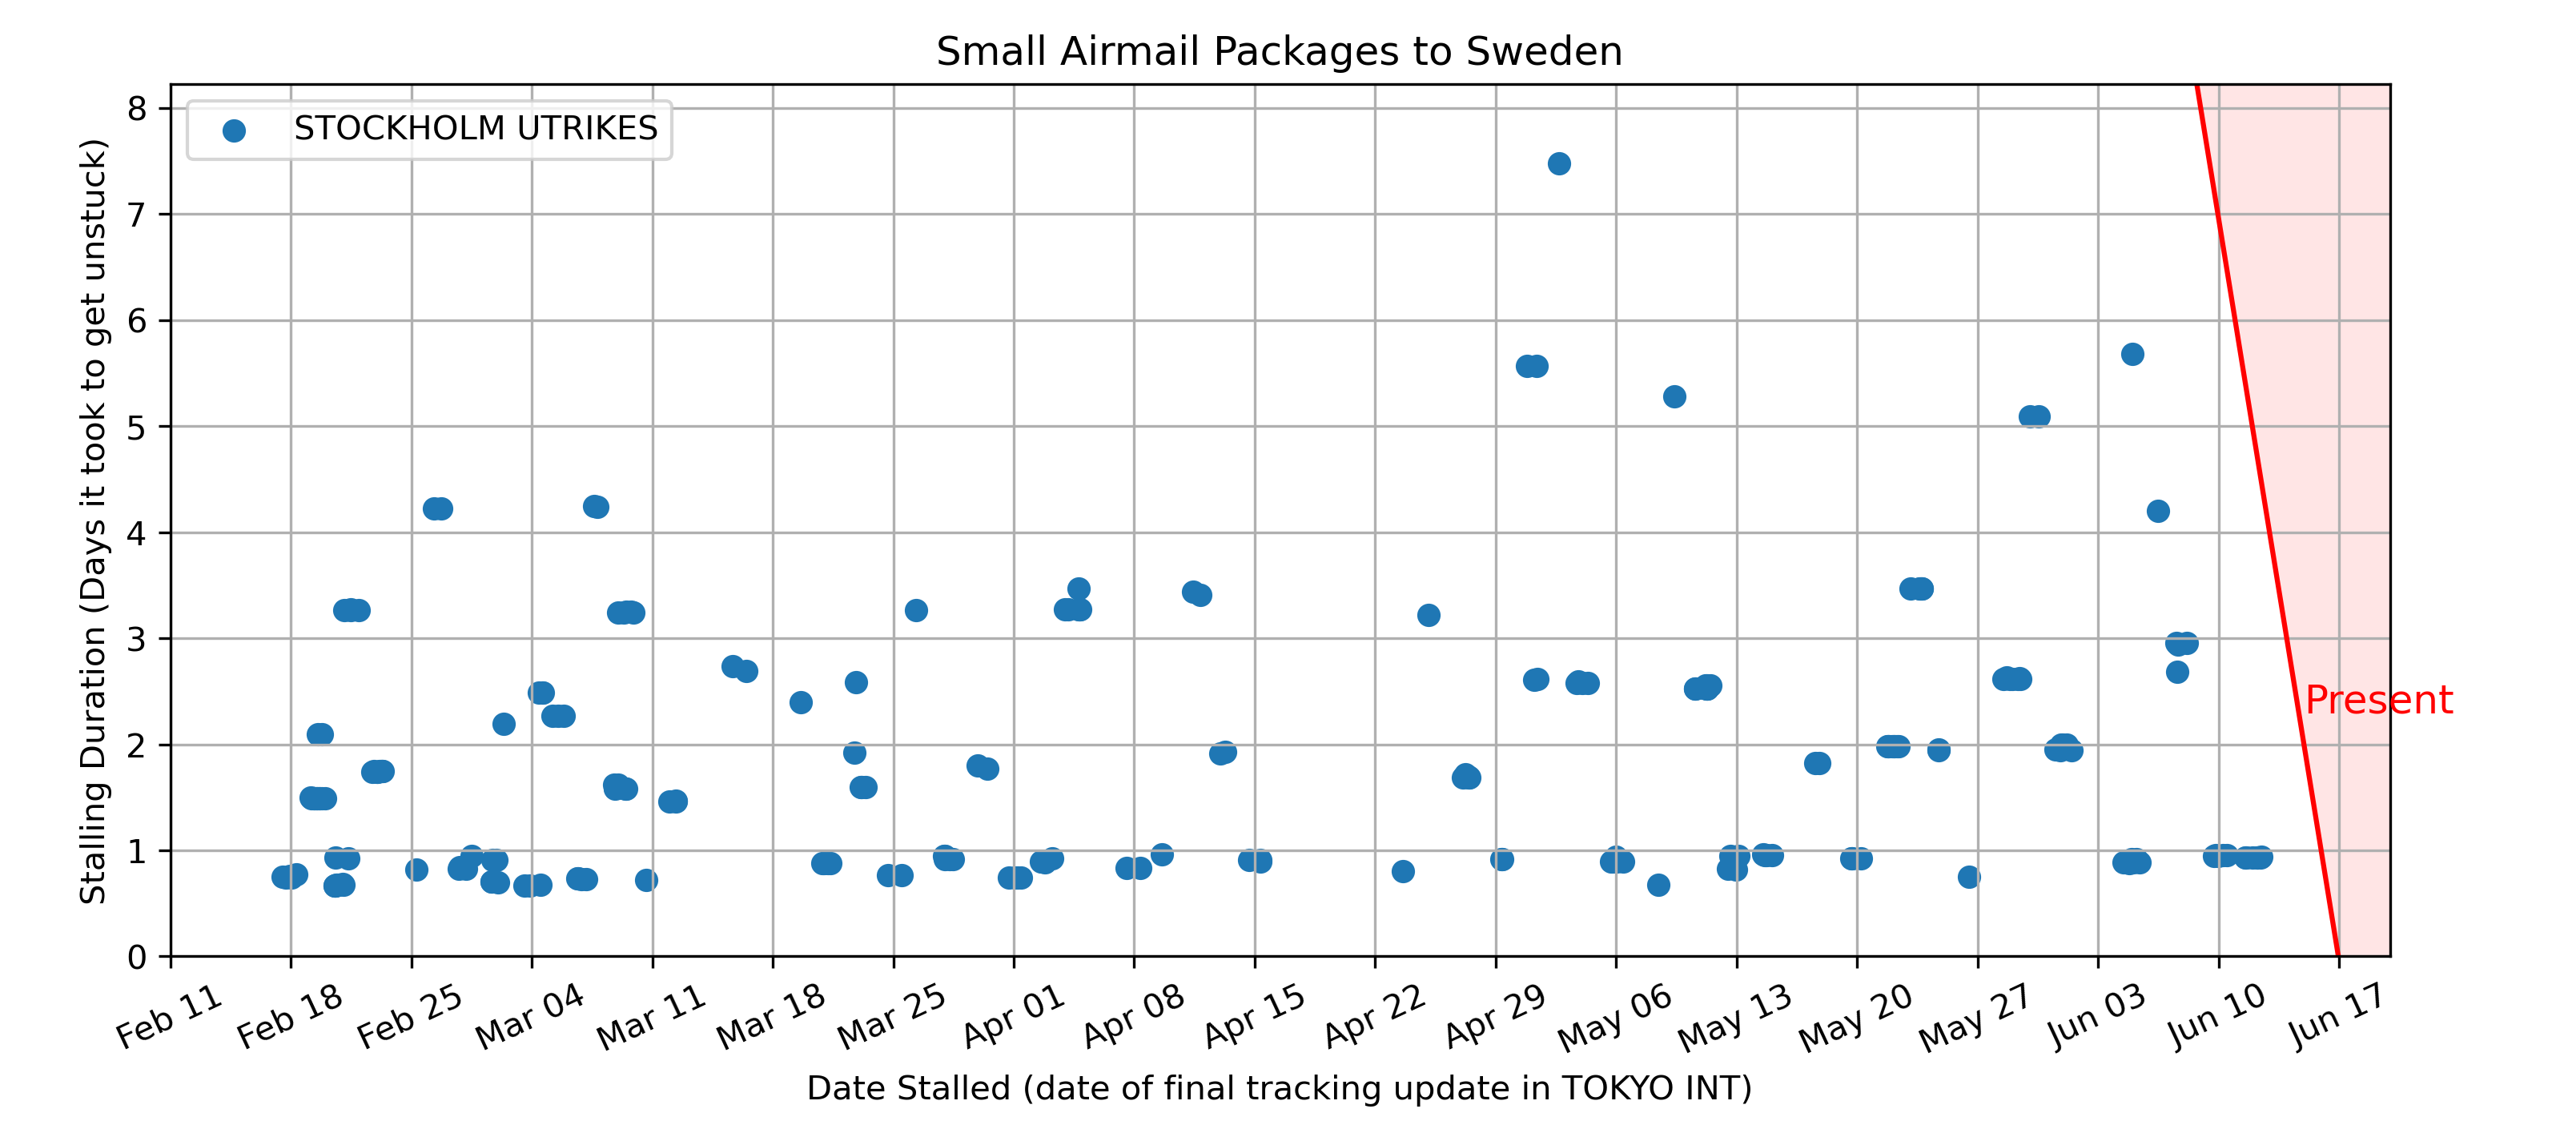 Small Airmail Packages to Sweden
STOCKHOLM UTRIKES
Stalling Duration (Days it took to get unstuck)
8
7
6
5
4
3
2
1
0
Present
Feb 11
Feb 18
Feb 25
Mar 04
Mar 11
Mar 18
Mar 25
Apr 01
Apr 08
Apr 15
Apr 22
Apr 29
May 06
May 13
May 20
May 27
Jun 03
Jun 10
Jun 17
Date Stalled (date of final tracking update in TOKYO INT)